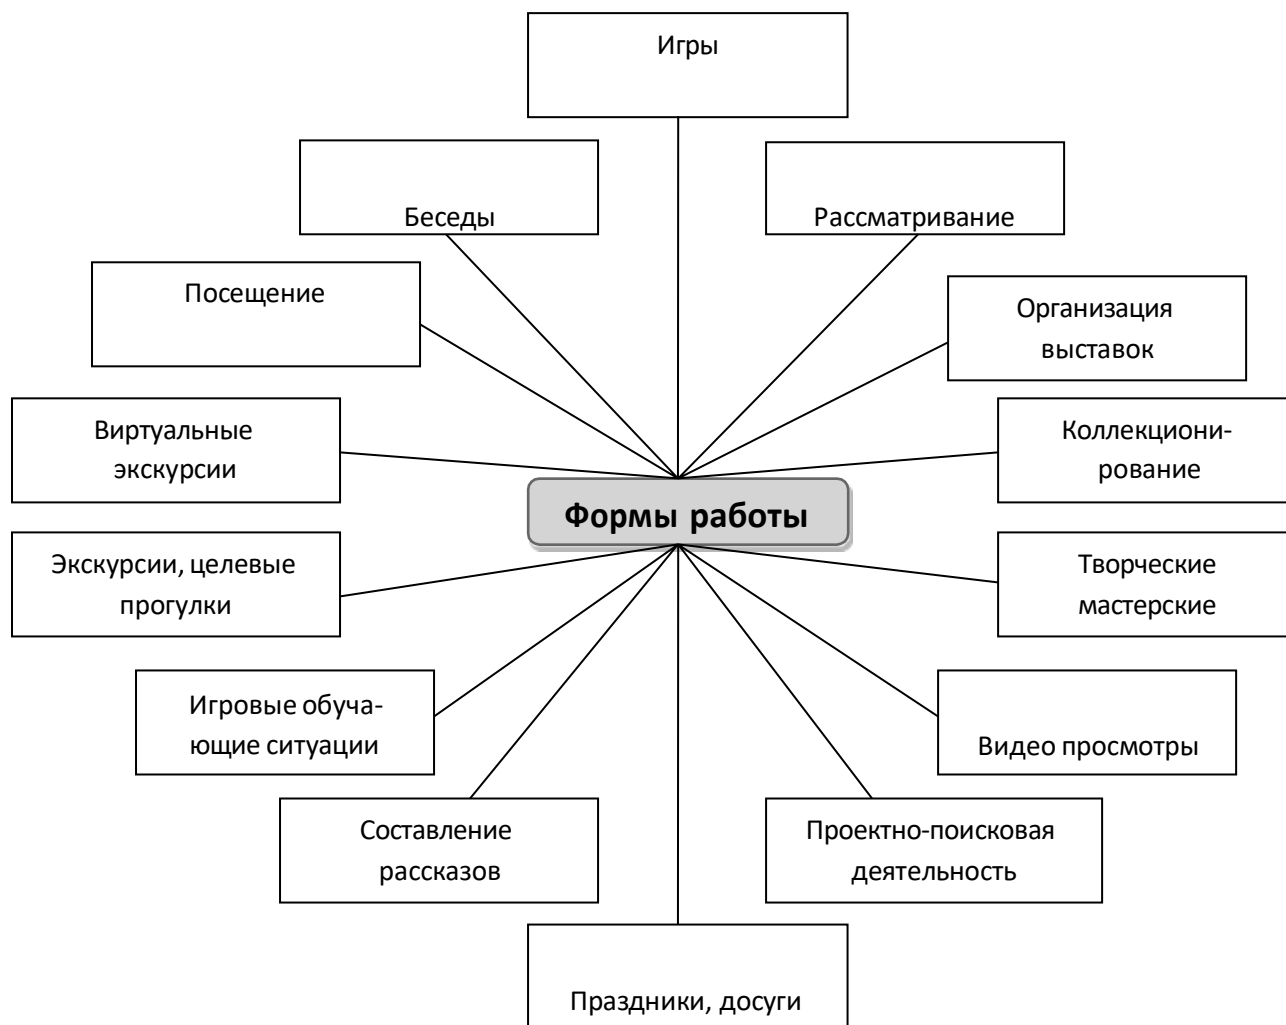 Игры
Беседы
Рассматривание
Посещение
Организация
выставок
Виртуальные
экскурсии
Коллекциони-
рование
Формы работы
Экскурсии, целевые
прогулки
Творческие
мастерские
Игровые обуча-
ющие ситуации
Видео просмотры
Составление
рассказов
Проектно-поисковая
деятельность
Праздники, досуги